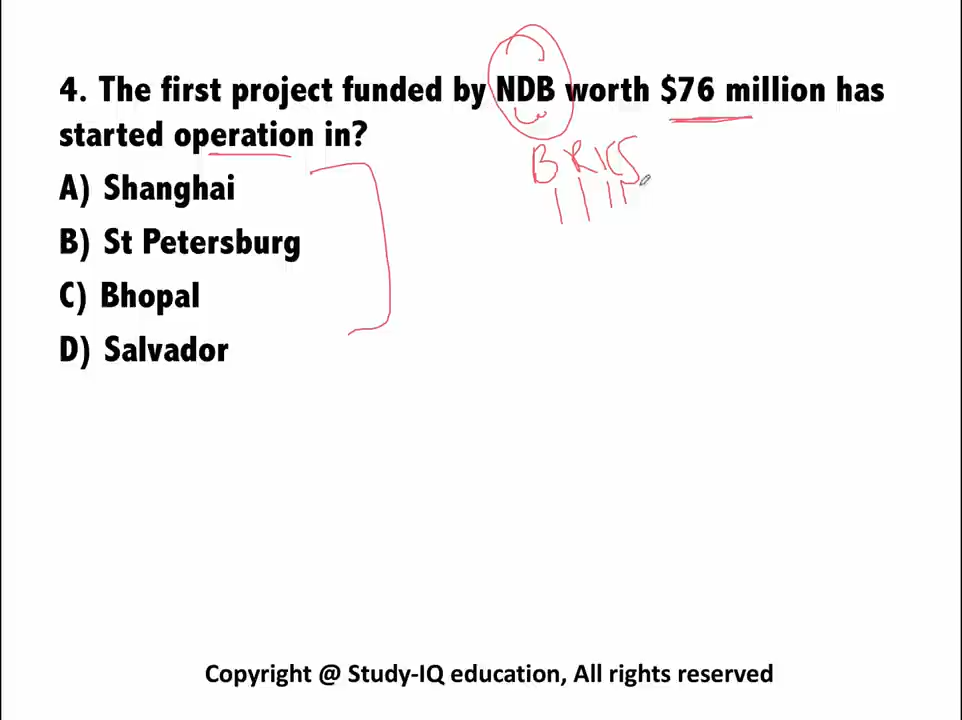 4. The first project funded by NDB worth $76 million has
started operation in?
BRICS
A) Shanghai
B) St Petersburg
C) Bhopal
D) Salvador
Copyright @ Study-IQ education, All rights reserved